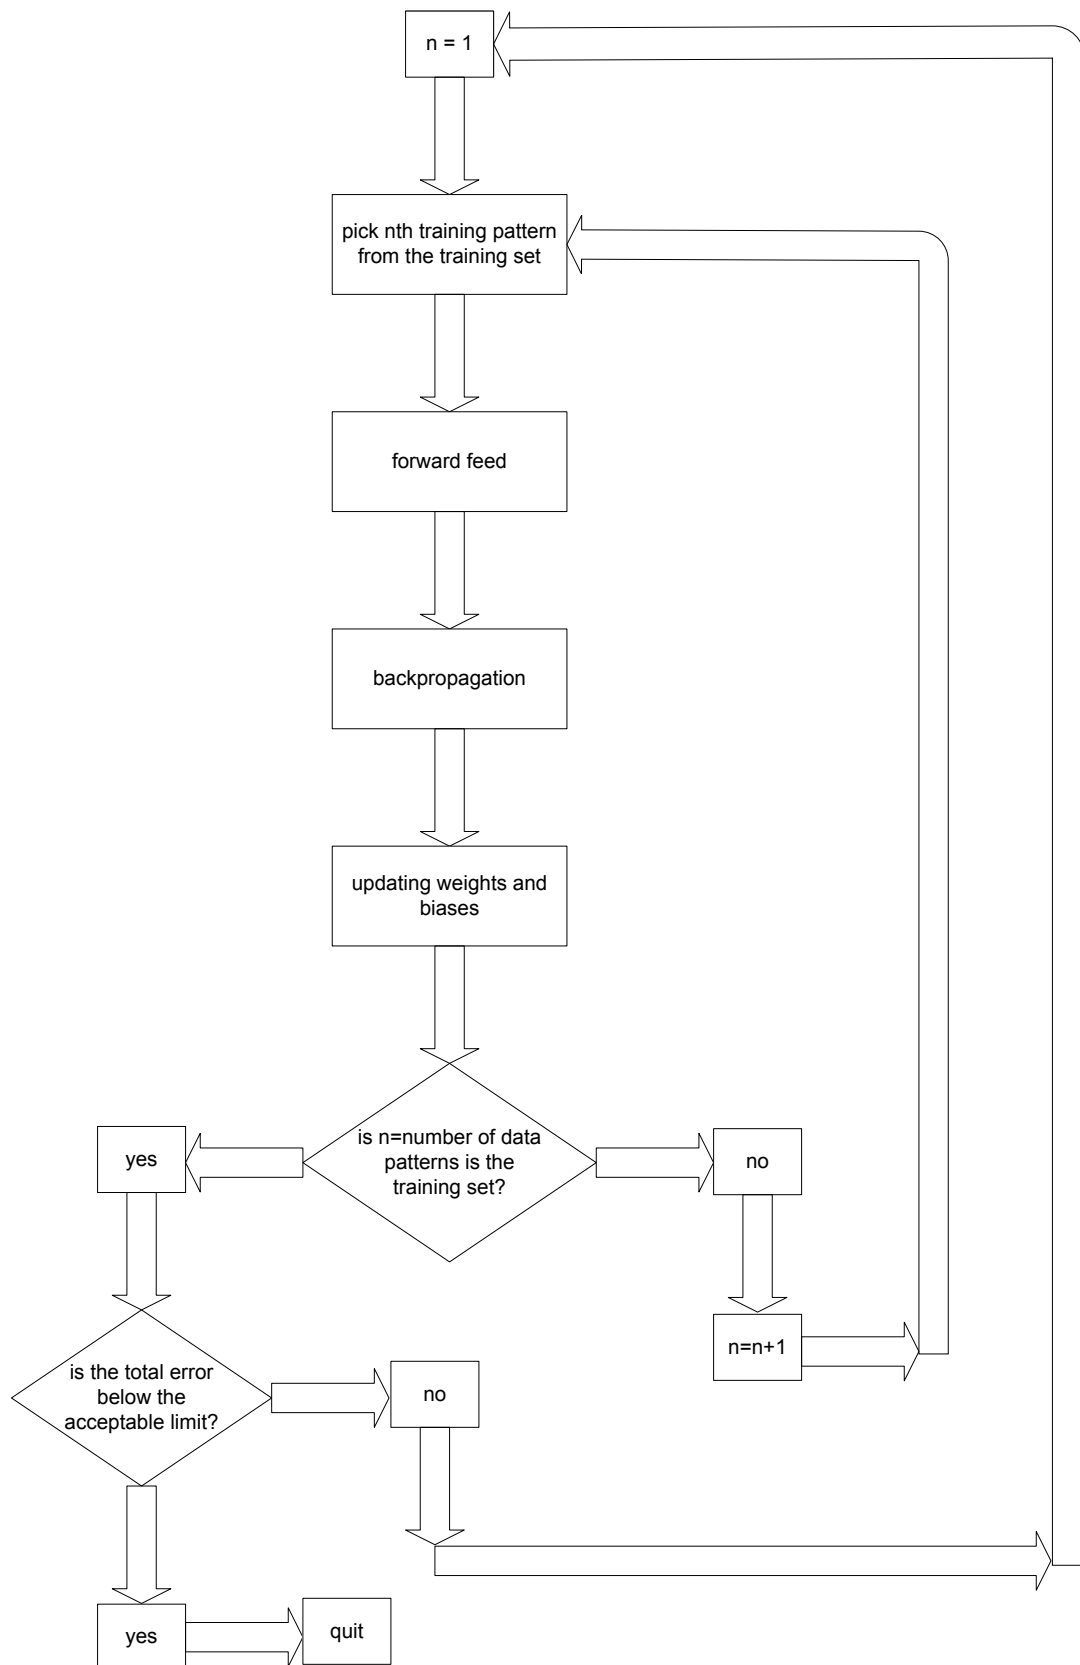 n = 1
pick nth training pattern
from the training set
forward feed
backpropagation
updating weights and
biases
is n=number of data
patterns is the
training set?
yes
no
n=n+1
is the total error
below the
acceptable limit?
no
yes
quit